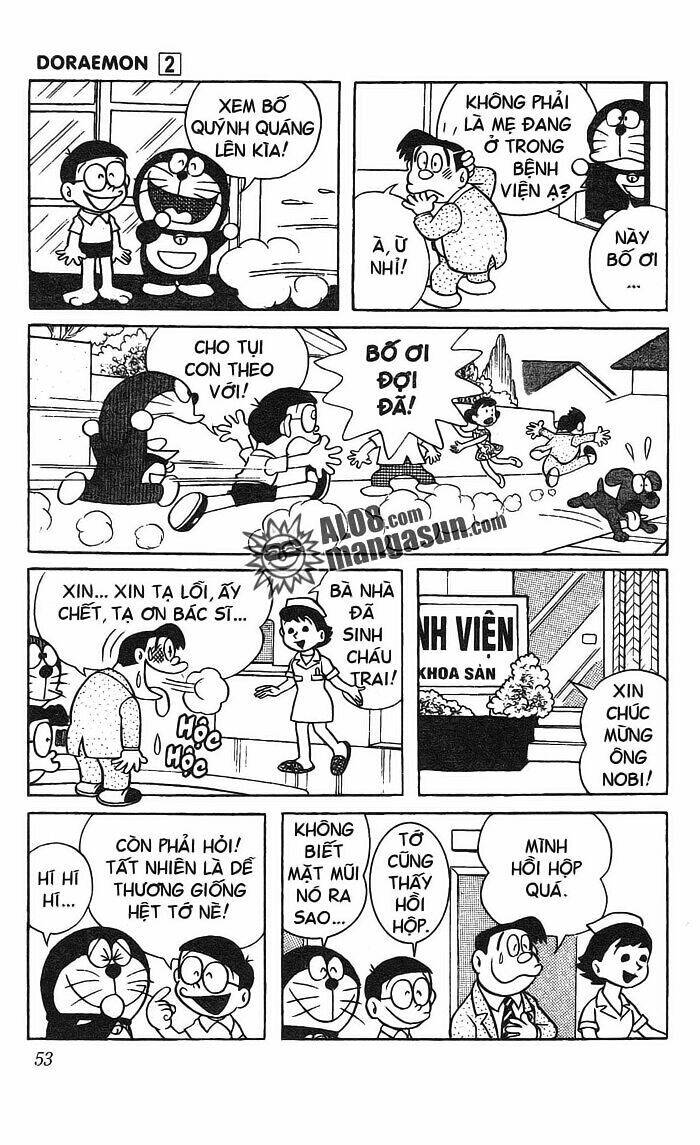 DORAEMON 2
XEM BỐ
QUÝNH QUÁNG
LÊN KÌA!
KHÔNG PHẢI
LÀ MẸ ĐANG
Ở TRONG
BỆNH
VIỆN Ạ?
À, Ừ
NHỈ!
NÀY
BỐ ƠI
...
CHO TỤI
CON THEO
VỚI!
BỐ ƠI
ĐỢI
ĐÃ!
ALO8.com
mangasun.com
XIN... XIN TẠ LỖI, ẤY
CHẾT, TẠ ƠN BÁC SĨ...
HỘC
HỘC
BÀ NHÀ
ĐÃ
SINH
CHÁU
TRAI!
NH VIỆN
KHOA SẢN
XIN
CHÚC
MỪNG
ÔNG
NOBI!
HÍ HÍ
HÍ...
CÒN PHẢI HỎI!
TẤT NHIÊN LÀ DỄ
THƯƠNG GIỐNG
HỆT TỚ NÈ!
KHÔNG
BIẾT
MẶT MŨI
NÓ RA
SAO...
TỚ
CŨNG
THẤY
HỒI
HỘP.
MÌNH
HỒI HỘP
QUÁ.
53